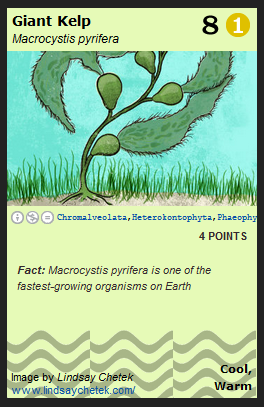 Giant Kelp
8 1
Macrocystis pyrifera
Chromalveolata,Heterokontophyta,Phaeophy
4 POINTS
Fact: Macrocystis pyrifera is one of the
fastest-growing organisms on Earth
Image by Lindsay Chetek
www.lindsaychetek.com/
Cool,
Warm